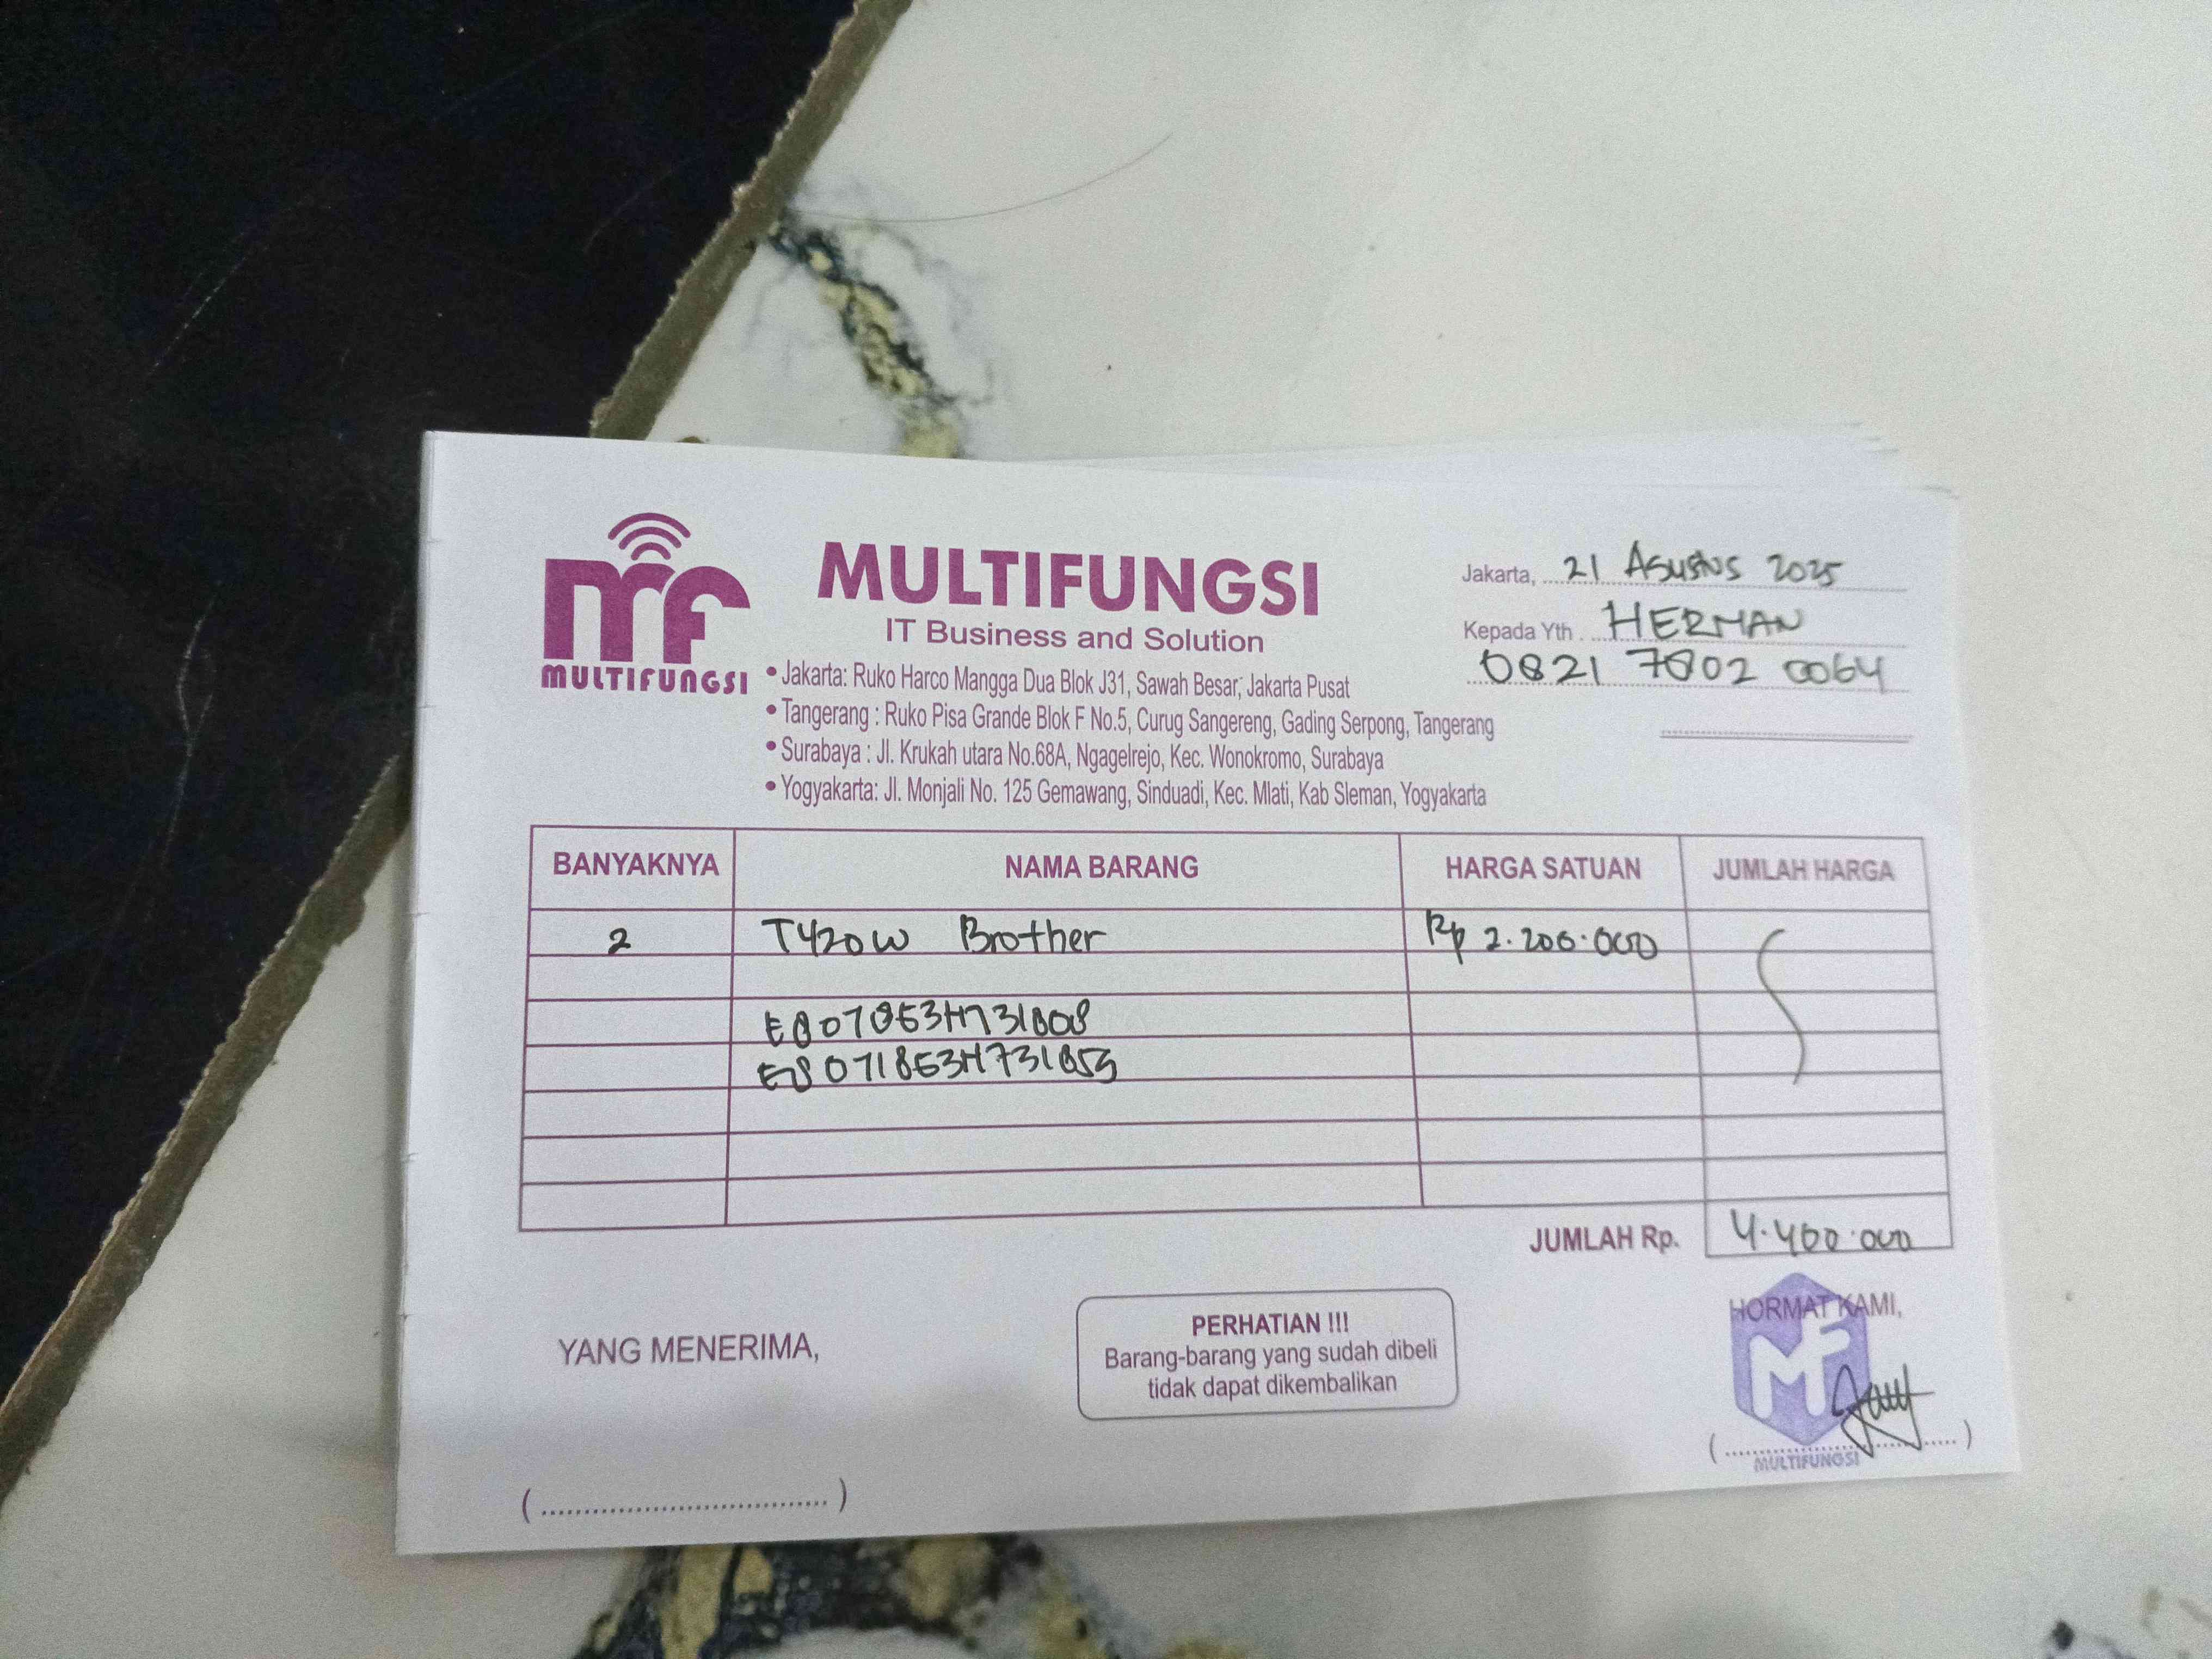 MULTIFUNGSI
MULTIFUNGSI
IT Business and Solution
• Jakarta: Ruko Harco Mangga Dua Blok J31, Sawah Besar, Jakarta Pusat
• Tangerang : Ruko Pisa Grande Blok F No.5, Curug Sangereng, Gading Serpong, Tangerang
• Surabaya : Jl. Krukah utara No.68A, Ngagelrejo, Kec. Wonokromo, Surabaya
• Yogyakarta: Jl. Monjali No. 125 Gemawang, Sinduadi, Kec. Mlati, Kab Sleman, Yogyakarta
Jakarta, 21 Agustus 2025
Kepada Yth. HERMAN
0821 7802 0064
BANYAKNYA NAMA BARANG HARGA SATUAN JUMLAH HARGA
2 T420W Brother Rp 2.200.000
JUMLAH Rp. 4.400.000
YANG MENERIMA,
PERHATIAN !!!
Barang-barang yang sudah dibeli
tidak dapat dikembalikan
HORMAT KAMI,
MF
MULTIFUNGSI